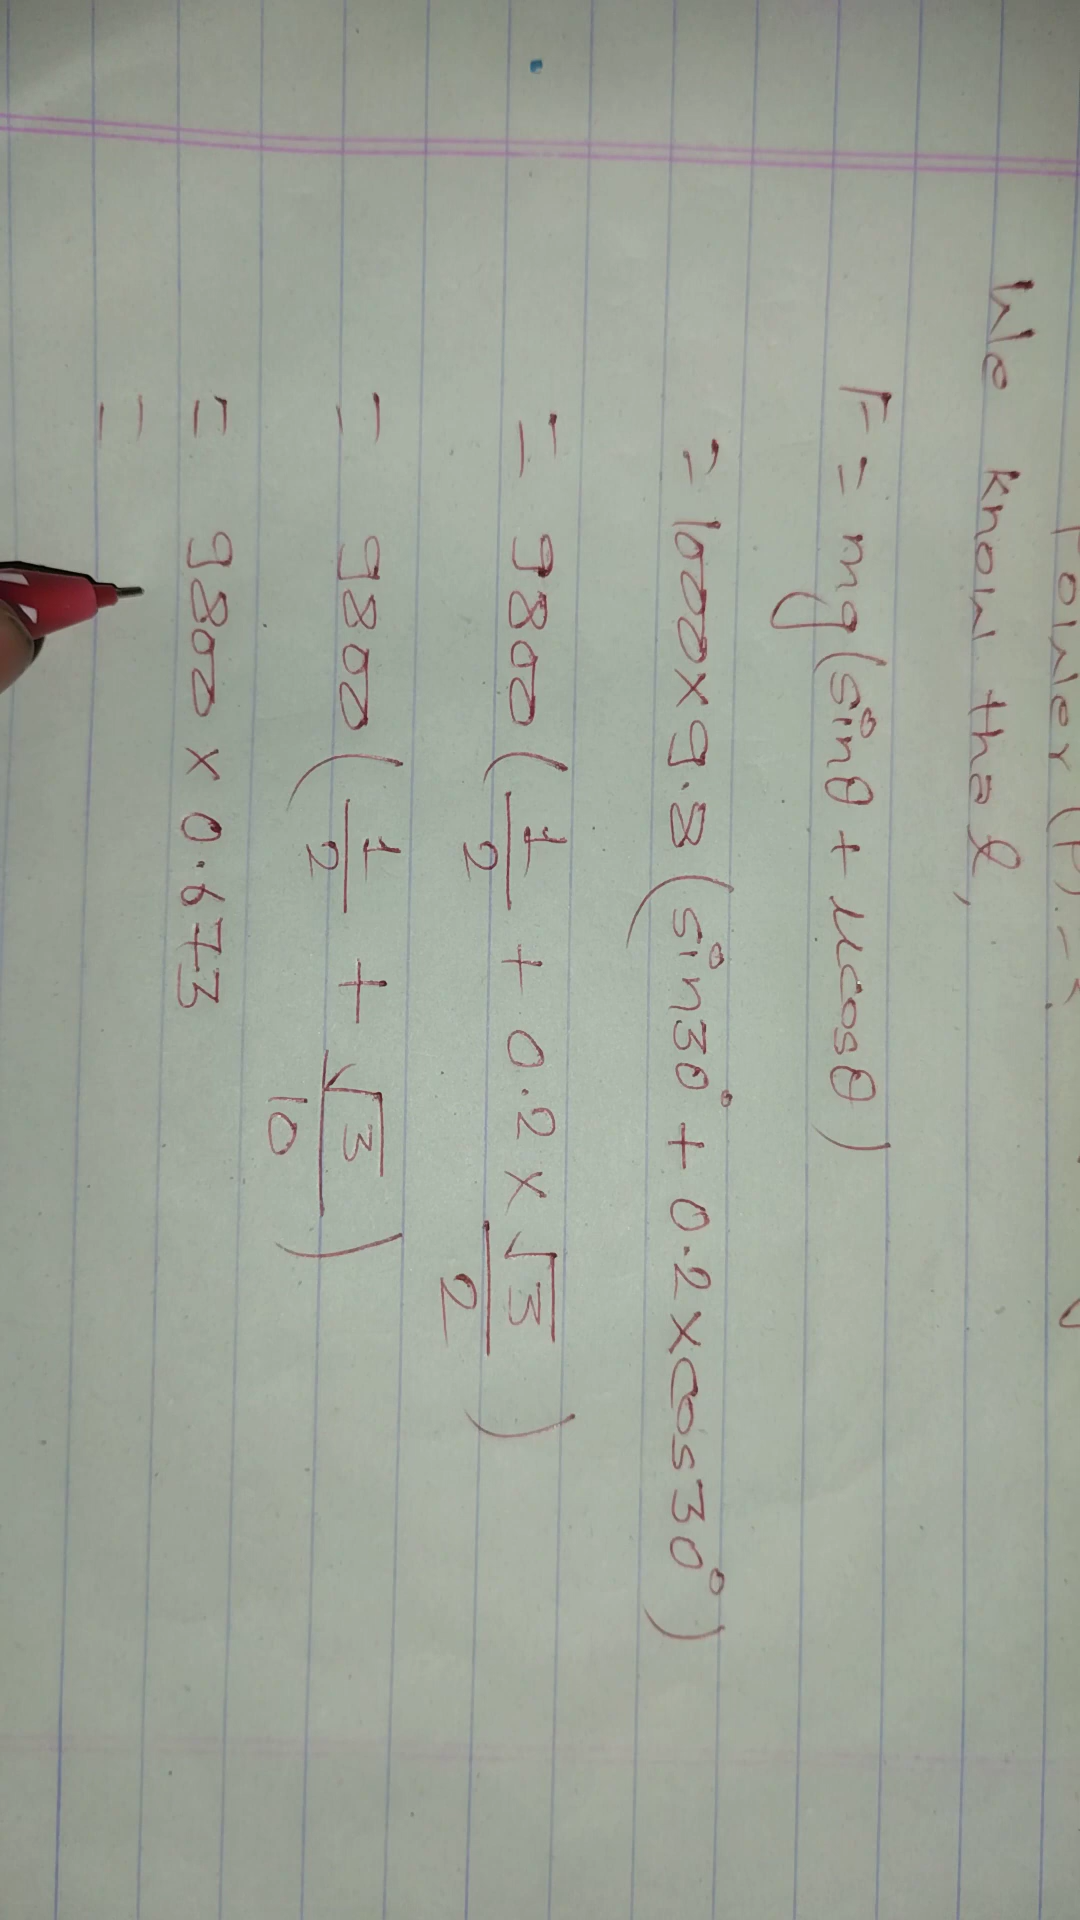 Power (P) = ?
We know that,
F = mg(sinθ + μcosθ)
= 1000×9.8(sin30° + 0.2×cos30°)
= 9800(1/2 + 0.2×√3/2)
= 9800(1/2 + √3/10)
= 9800 × 0.673
=